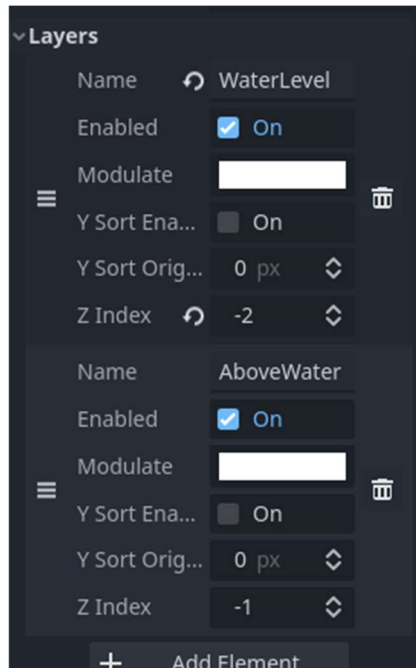 Layers
Name WaterLevel
Enabled On
Modulate
Y Sort Ena... On
Y Sort Orig... 0 px
Z Index -2
Name AboveWater
Enabled On
Modulate
Y Sort Ena... On
Y Sort Orig... 0 px
Z Index -1
+ Add Element